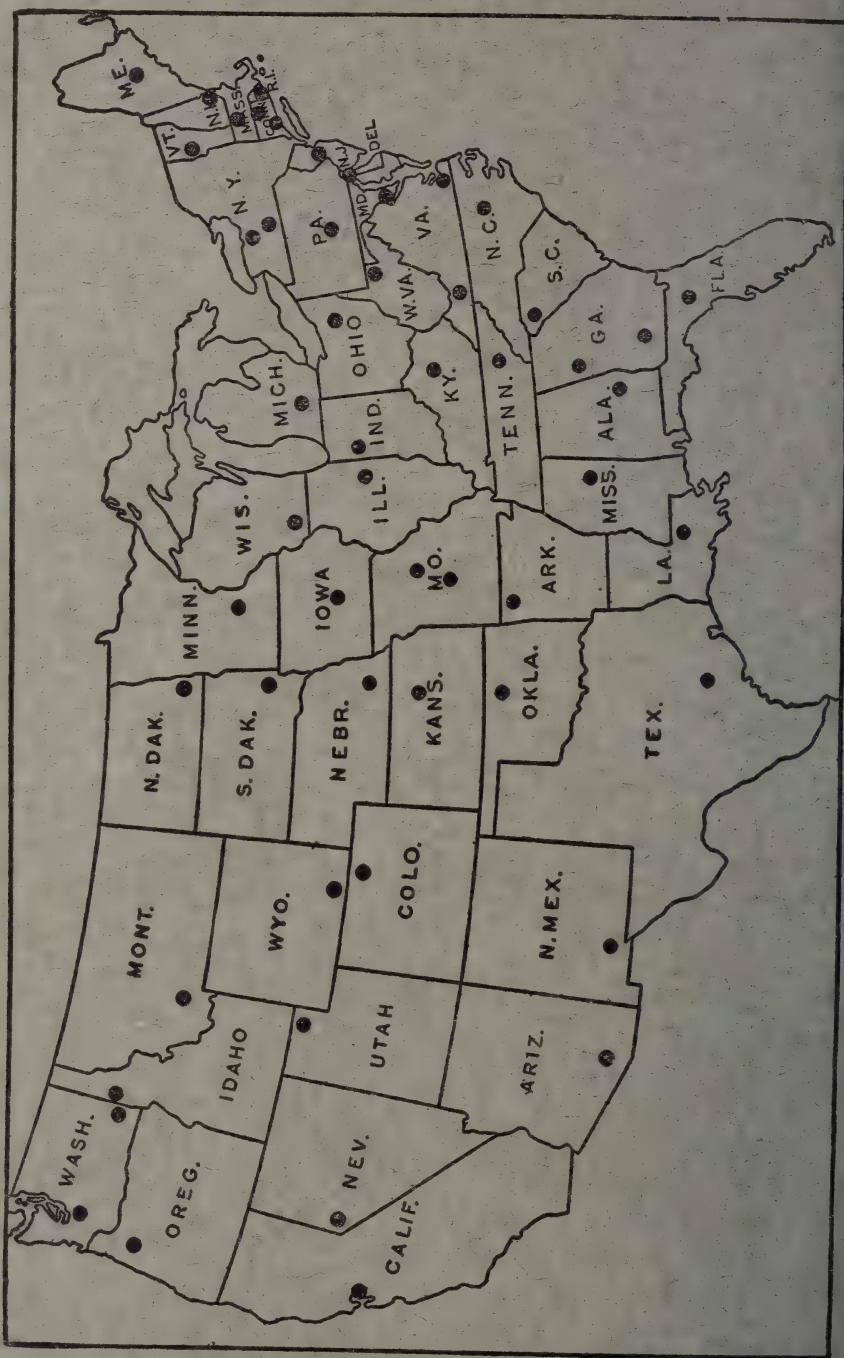 WASH.
OREG.
CALIF.
NEV.
IDAHO
MONT.
WYO.
UTAH
ARIZ.
COLO.
N.MEX.
N. DAK.
S. DAK.
NEBR.
KANS.
OKLA.
TEX.
MINN.
IOWA
MO.
ARK.
LA.
WIS.
ILL.
MISS.
MICH.
IND.
KY.
TENN.
ALA.
OHIO
W.VA.
GA.
FLA.
S.C.
N.C.
VA.
PA.
MD.
DEL
N.J.
N.Y.
VT.
MASS.
R.I.
ME.